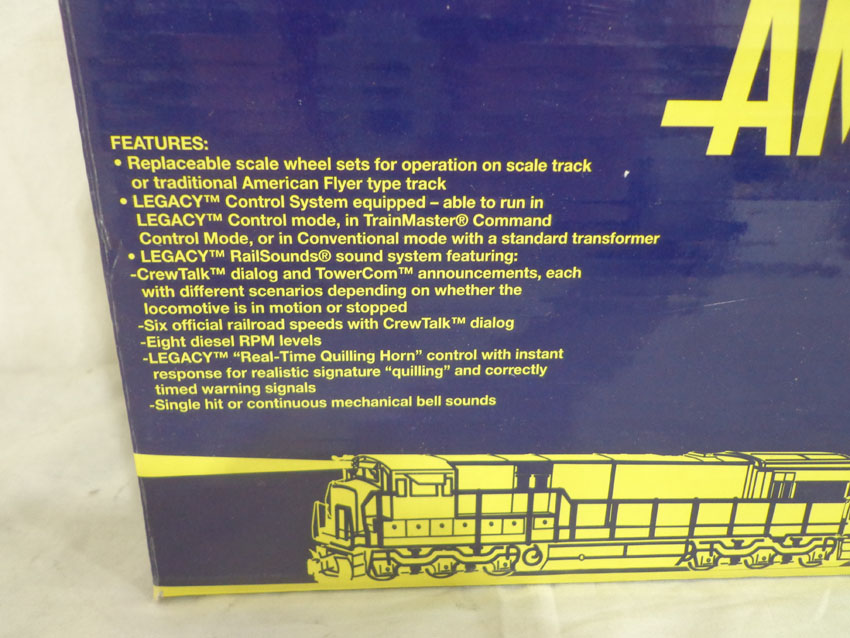 AM
FEATURES:
• Replaceable scale wheel sets for operation on scale track
or traditional American Flyer type track
• LEGACY™ Control System equipped – able to run in
LEGACY™ Control mode, in TrainMaster® Command
Control Mode, or in Conventional mode with a standard transformer
• LEGACY™ RailSounds® sound system featuring:
-CrewTalk™ dialog and TowerCom™ announcements, each
with different scenarios depending on whether the
locomotive is in motion or stopped
-Six official railroad speeds with CrewTalk™ dialog
-Eight diesel RPM levels
-LEGACY™ “Real-Time Quilling Horn” control with instant
response for realistic signature “quilling” and correctly
timed warning signals
-Single hit or continuous mechanical bell sounds